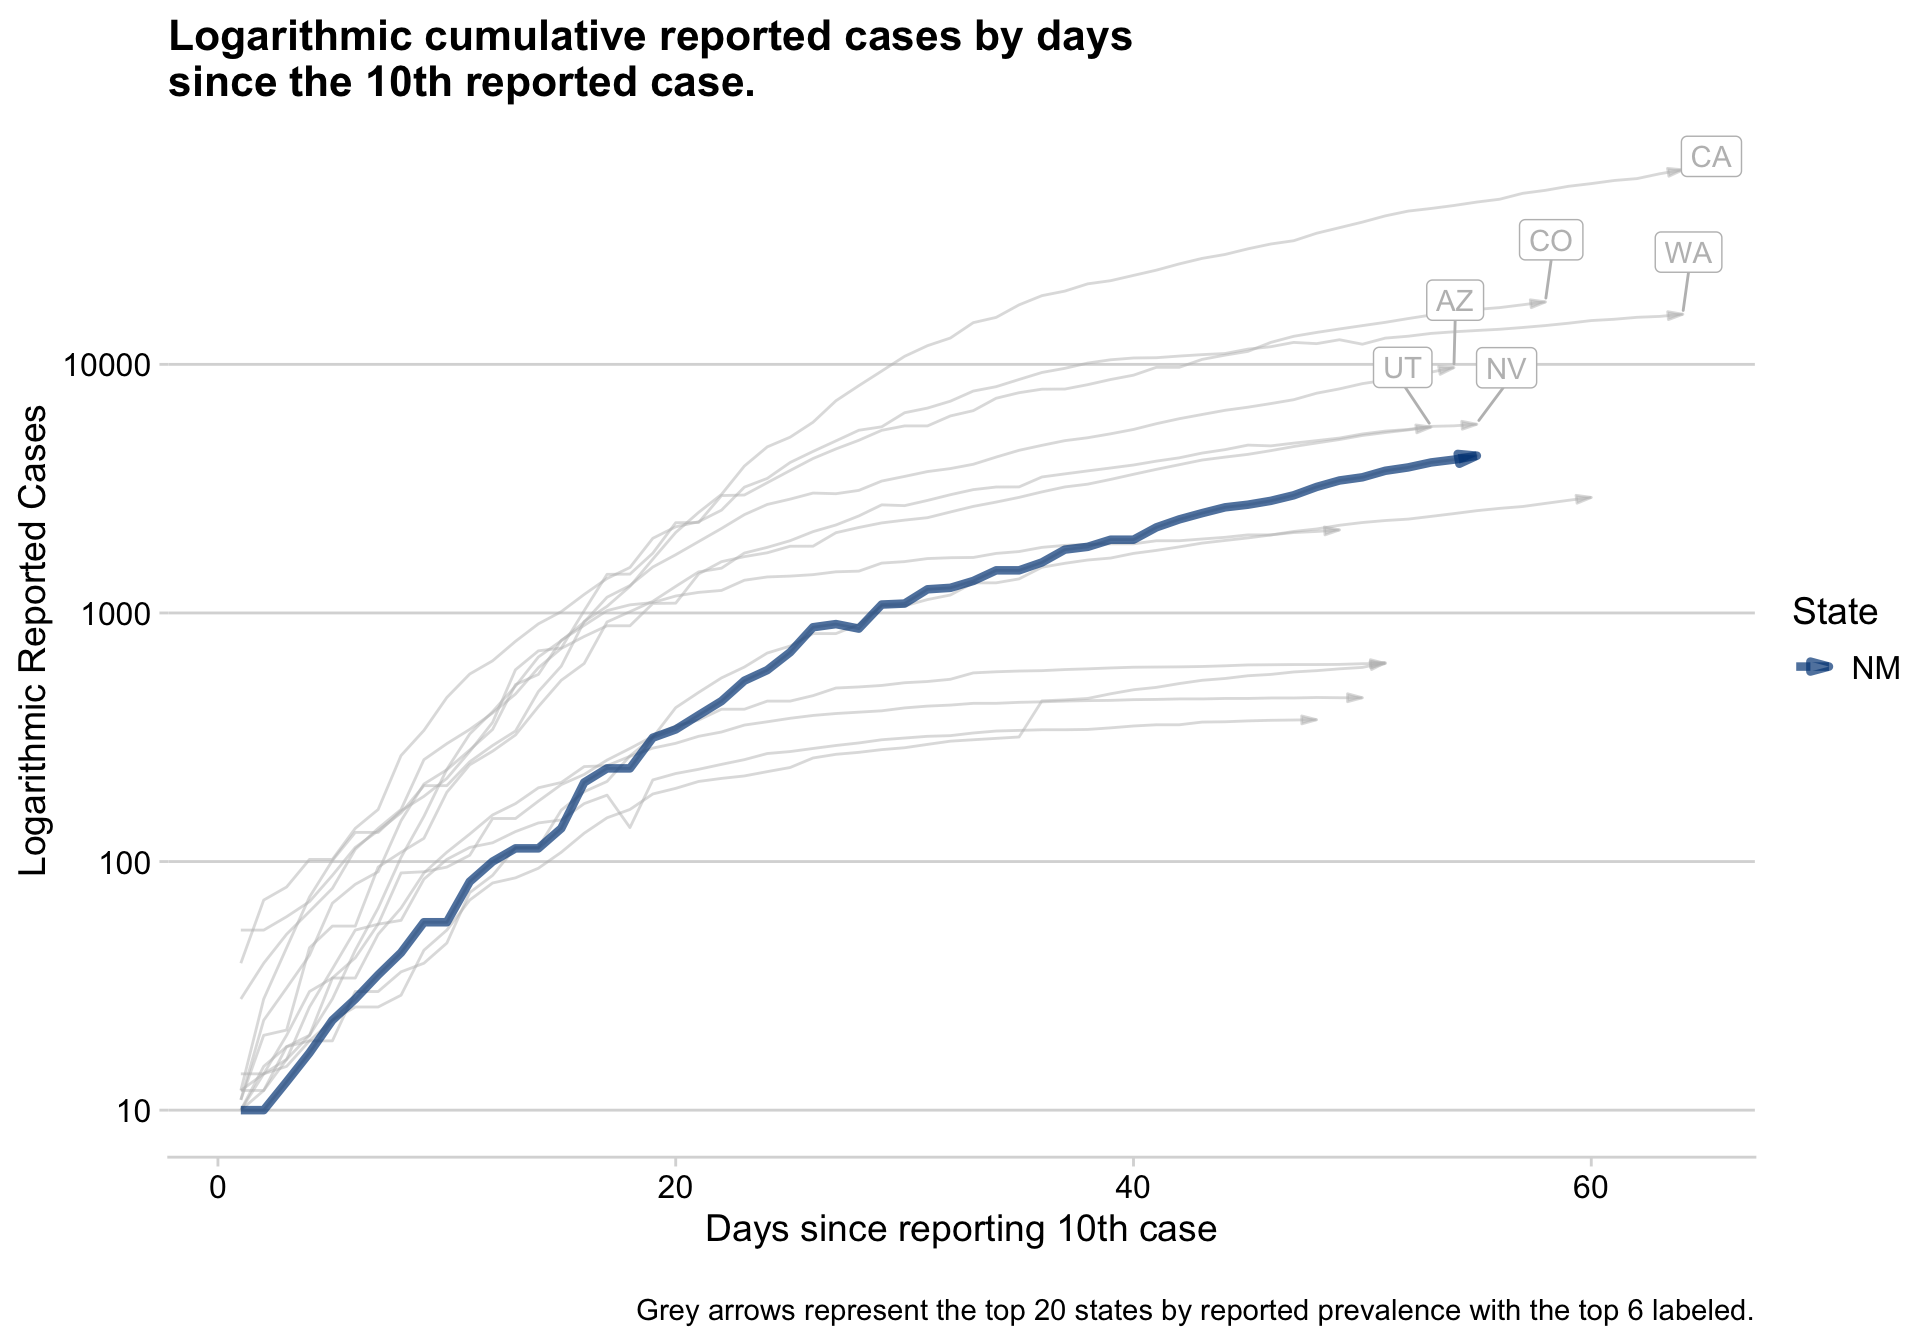 Logarithmic cumulative reported cases by days
since the 10th reported case.
CA
CO
WA
AZ
UT
NV
10000
1000
100
10
Logarithmic Reported Cases
State
NM
0
20
40
60
Days since reporting 10th case
Grey arrows represent the top 20 states by reported prevalence with the top 6 labeled.